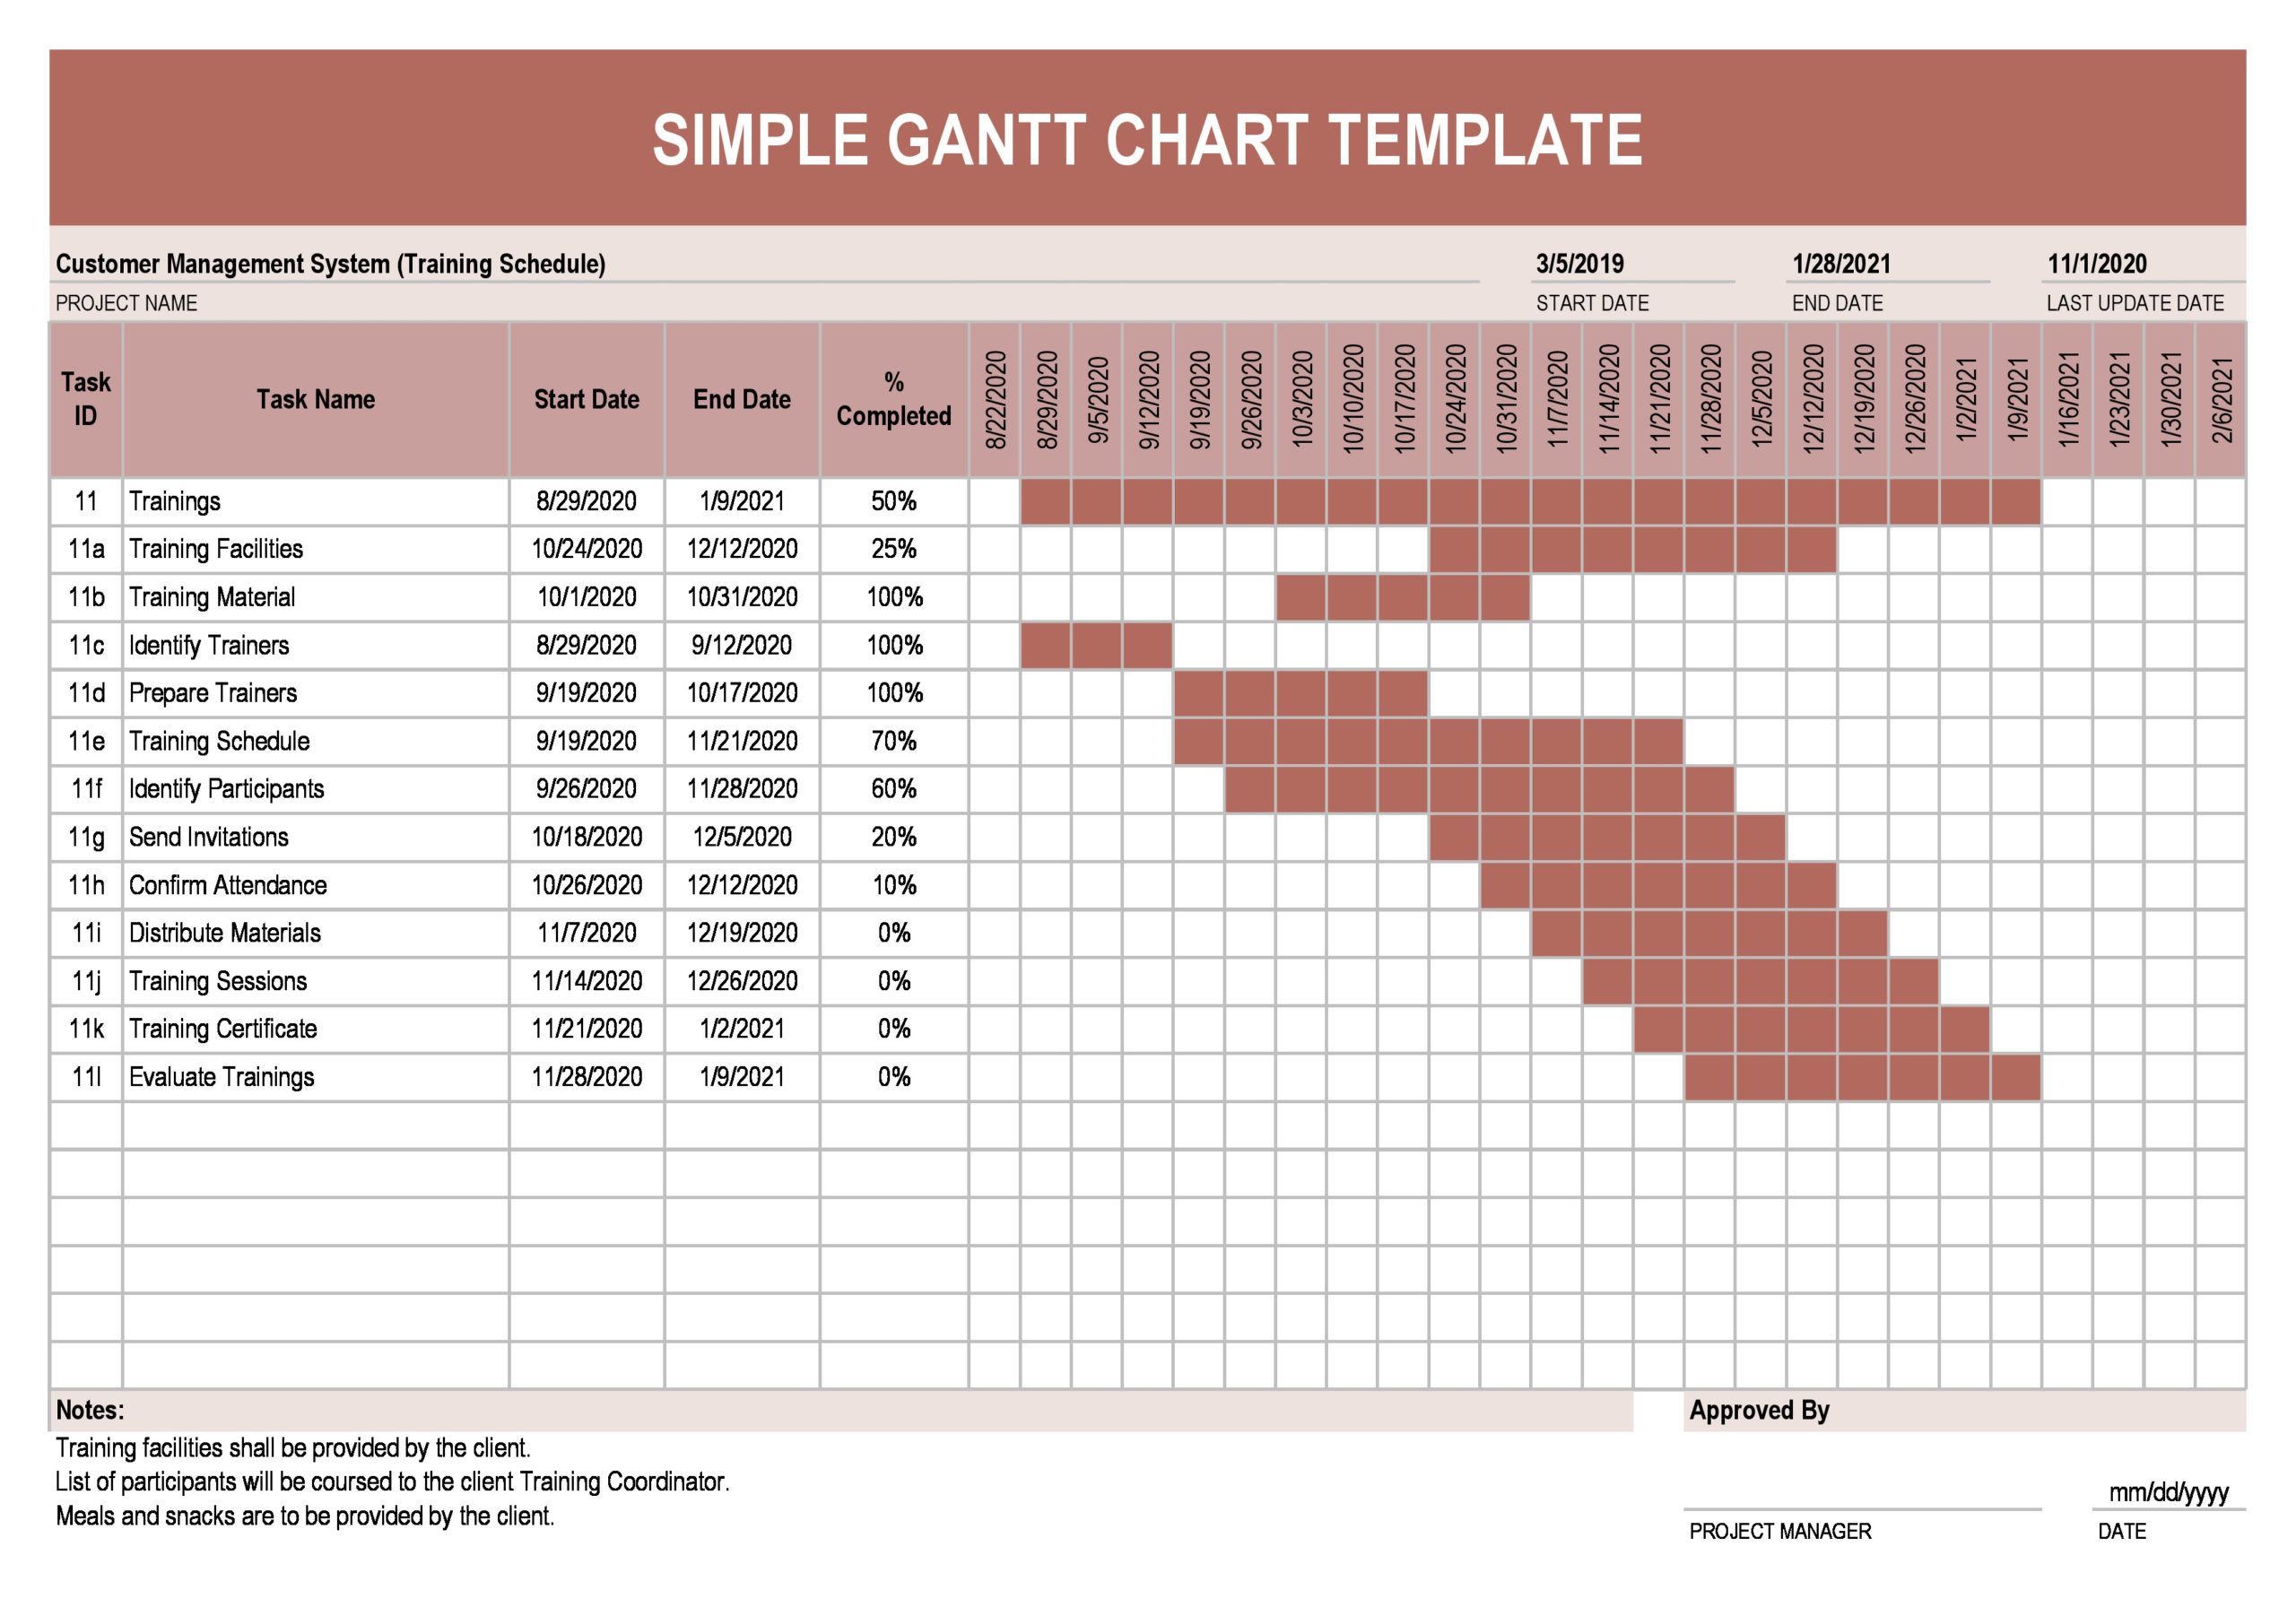 SIMPLE GANTT CHART TEMPLATE
Customer Management System (Training Schedule) 3/5/2019 1/28/2021 11/1/2020
PROJECT NAME START DATE END DATE LAST UPDATE DATE
Task ID Task Name Start Date End Date % Completed 8/22/2020 8/29/2020 9/5/2020 9/12/2020 9/19/2020 9/26/2020 10/3/2020 10/10/2020 10/17/2020 10/24/2020 10/31/2020 11/7/2020 11/14/2020 11/21/2020 11/28/2020 12/5/2020 12/12/2020 12/19/2020 12/26/2020 1/2/2021 1/9/2021 1/16/2021 1/23/2021 1/30/2021 2/6/2021
11 Trainings 8/29/2020 1/9/2021 50%
11a Training Facilities 10/24/2020 12/12/2020 25%
11b Training Material 10/1/2020 10/31/2020 100%
11c Identify Trainers 8/29/2020 9/12/2020 100%
11d Prepare Trainers 9/19/2020 10/17/2020 100%
11e Training Schedule 9/19/2020 11/21/2020 70%
11f Identify Participants 9/26/2020 11/28/2020 60%
11g Send Invitations 10/18/2020 12/5/2020 20%
11h Confirm Attendance 10/26/2020 12/12/2020 10%
11i Distribute Materials 11/7/2020 12/19/2020 0%
11j Training Sessions 11/14/2020 12/26/2020 0%
11k Training Certificate 11/21/2020 1/2/2021 0%
11l Evaluate Trainings 11/28/2020 1/9/2021 0%
Notes: Approved By
Training facilities shall be provided by the client.
List of participants will be coursed to the client Training Coordinator.
Meals and snacks are to be provided by the client.
mm/dd/yyyy
PROJECT MANAGER DATE